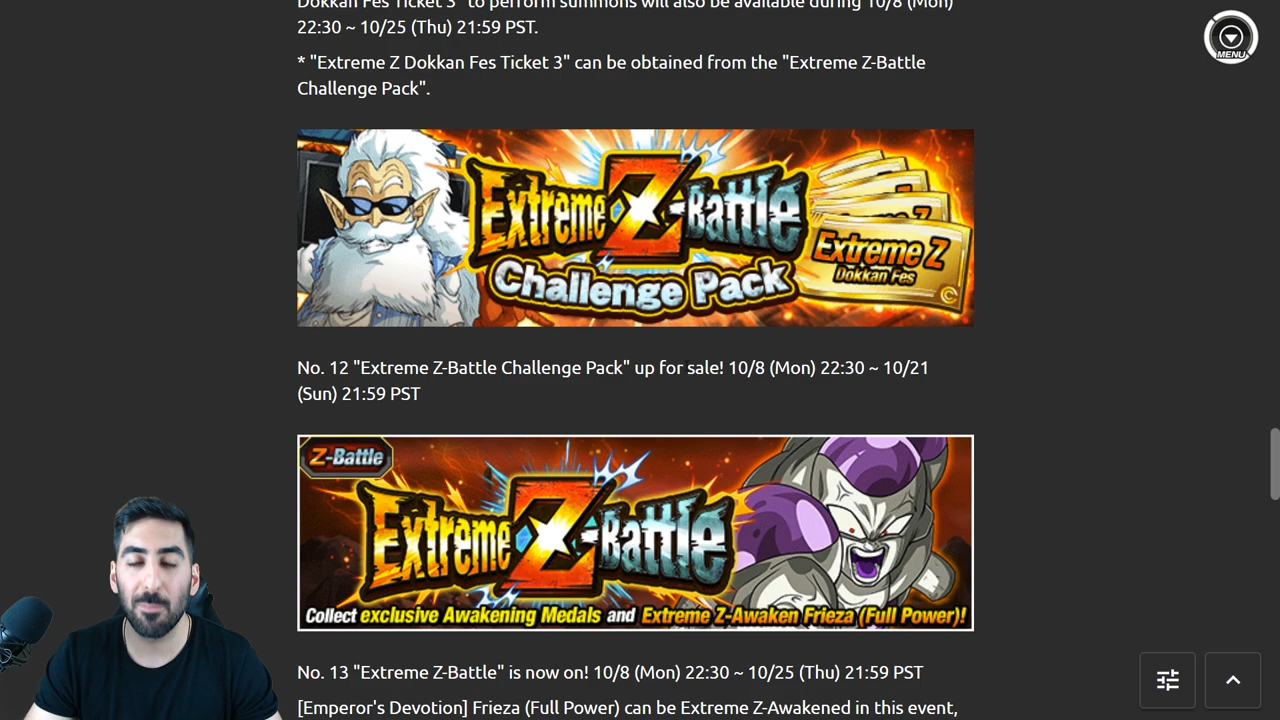 Dokkan Fes Ticket 3" to perform summons will also be available during 10/8 (Mon)
22:30 ~ 10/25 (Thu) 21:59 PST.
* "Extreme Z Dokkan Fes Ticket 3" can be obtained from the "Extreme Z-Battle
Challenge Pack".
MENU
Extreme Z-Battle
Challenge Pack
Extreme Z
Dokkan Fes
No. 12 "Extreme Z-Battle Challenge Pack" up for sale! 10/8 (Mon) 22:30 ~ 10/21
(Sun) 21:59 PST
Z-Battle
Extreme Z-Battle
Collect exclusive Awakening Medals and Extreme Z-Awaken Frieza (Full Power)!
No. 13 "Extreme Z-Battle" is now on! 10/8 (Mon) 22:30 ~ 10/25 (Thu) 21:59 PST
[Emperor's Devotion] Frieza (Full Power) can be Extreme Z-Awakened in this event,